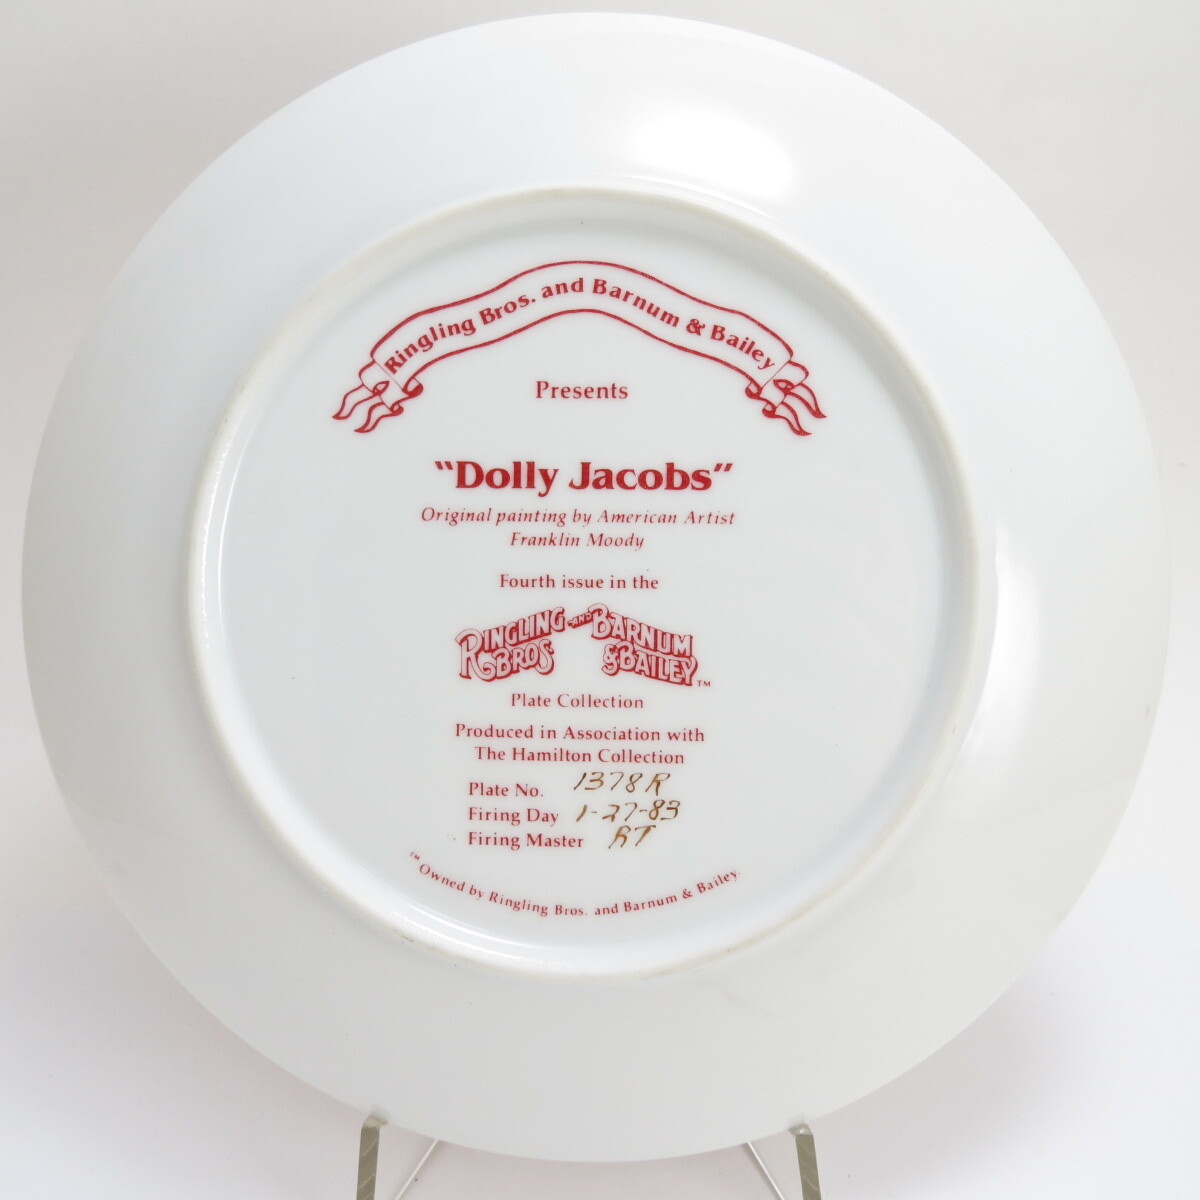 Ringling Bros. and Barnum & Bailey
Presents
"Dolly Jacobs"
Original painting by American Artist
Franklin Moody
Fourth issue in the
RINGLING BROS AND BARNUM & BAILEY™
Plate Collection
Produced in Association with
The Hamilton Collection
Plate No. 1378R
Firing Day 1-27-83
Firing Master RT
™Owned by Ringling Bros. and Barnum & Bailey.